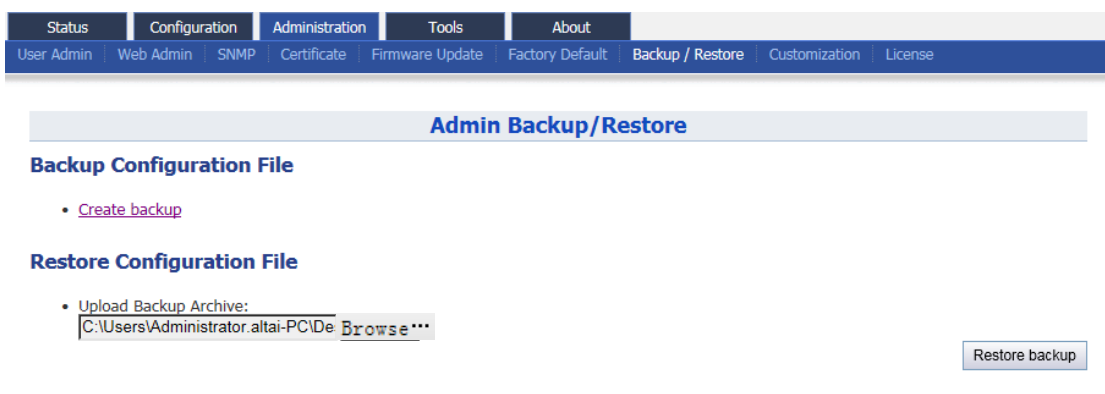 Status Configuration Administration Tools About
User Admin Web Admin SNMP Certificate Firmware Update Factory Default Backup / Restore Customization License
Admin Backup/Restore
Backup Configuration File
• Create backup
Restore Configuration File
• Upload Backup Archive:
C:\Users\Administrator.altai-PC\De Browse...
Restore backup